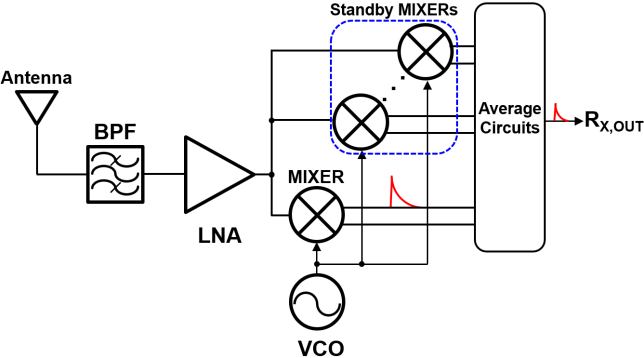 Standby MIXERs
Antenna
BPF
LNA
MIXER
VCO
Average
Circuits
RX,OUT